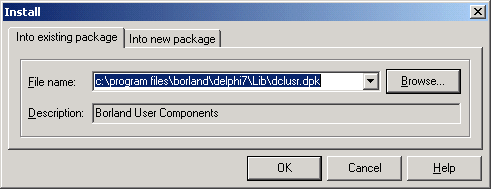 Install
Into existing package Into new package
File name: c:\program files\borland\delphi7\Lib\dclusr.dpk Browse...
Description: Borland User Components
OK Cancel Help